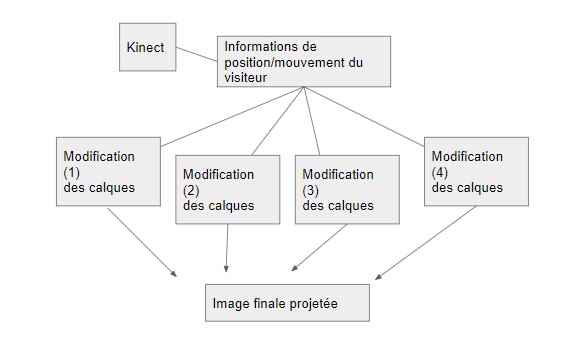 Kinect
Informations de
position/mouvement du
visiteur
Modification
(1)
des calques
Modification
(2)
des calques
Modification
(3)
des calques
Modification
(4)
des calques
Image finale projetée